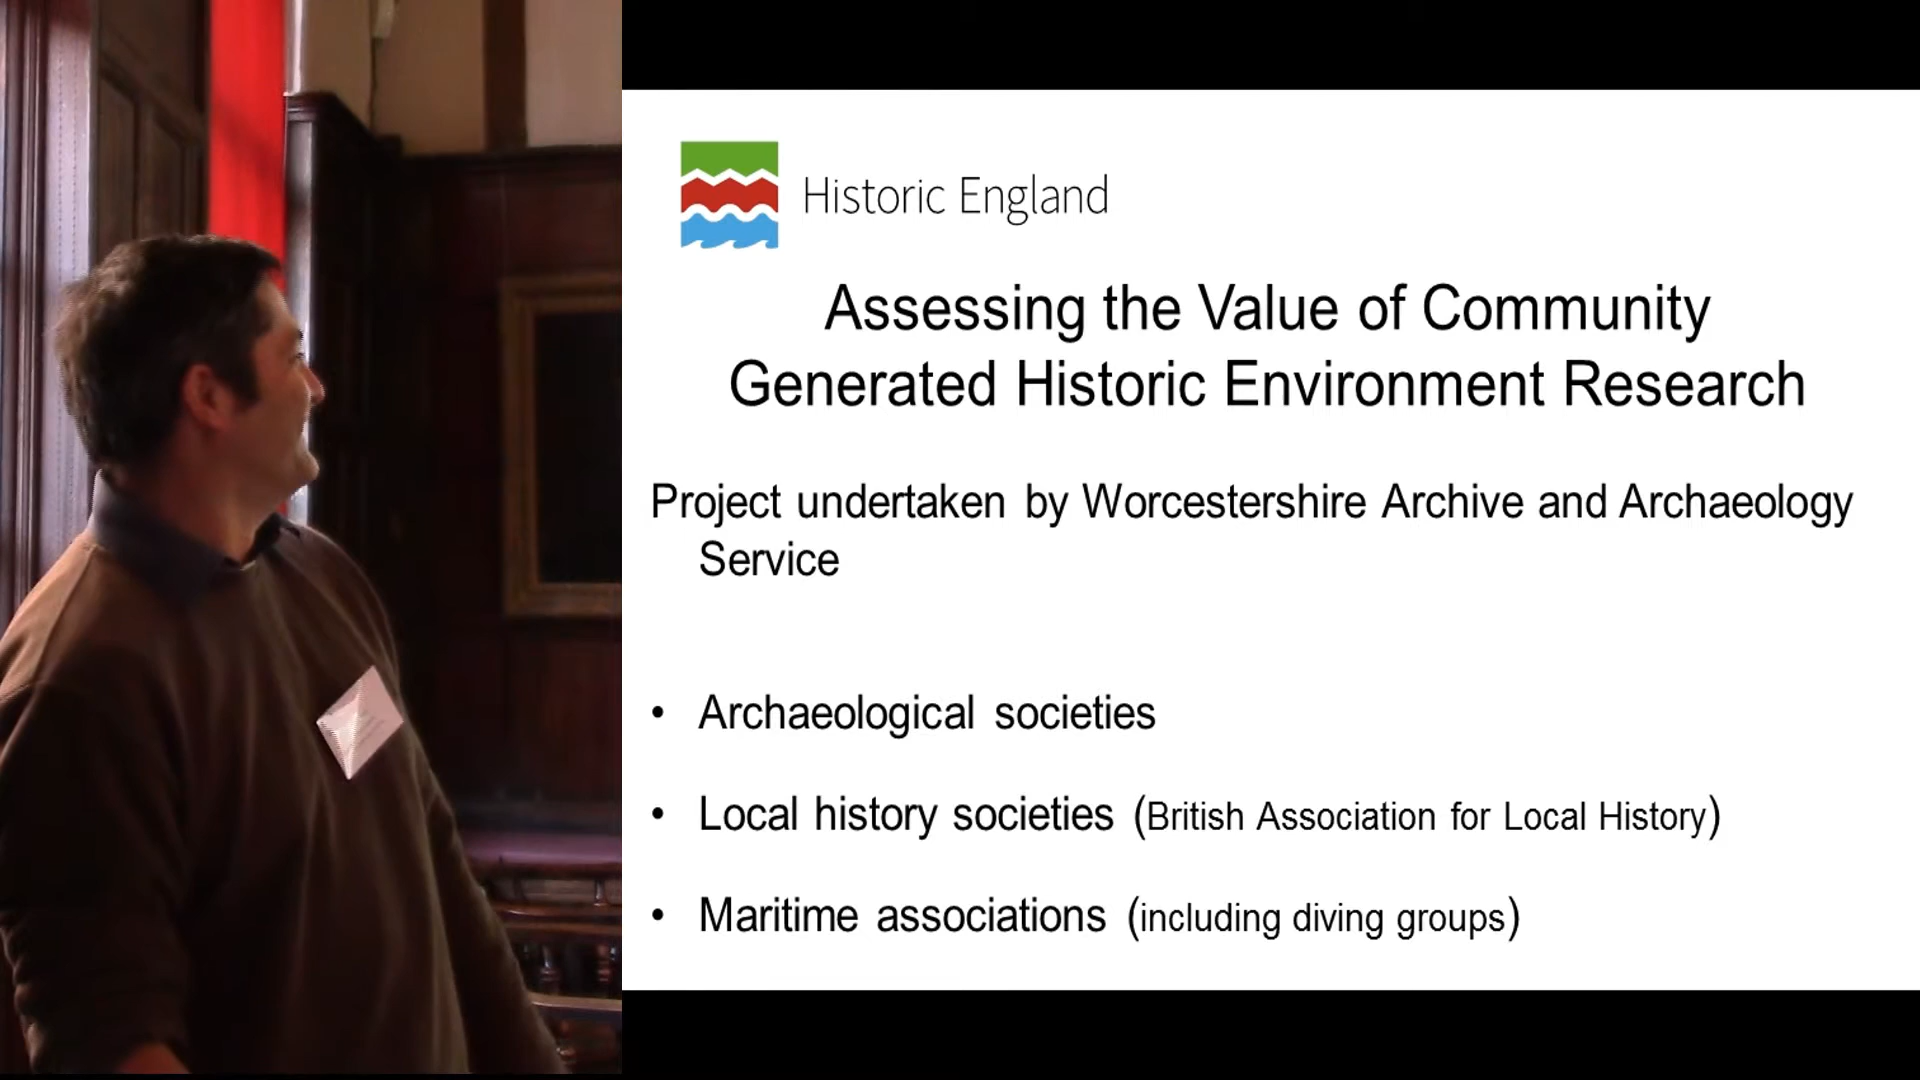 Historic England
Assessing the Value of Community
Generated Historic Environment Research
Project undertaken by Worcestershire Archive and Archaeology
Service
• Archaeological societies
• Local history societies (British Association for Local History)
• Maritime associations (including diving groups)